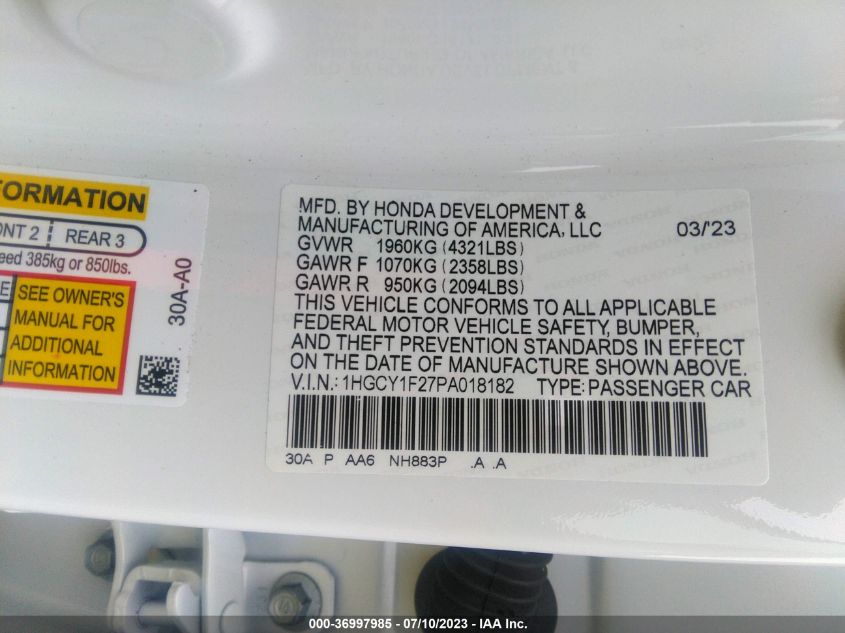 FORMATION
ONT 2 | REAR 3
eed 385kg or 850lbs.
E
SEE OWNER'S
MANUAL FOR
ADDITIONAL
INFORMATION
30A-A0
MFD. BY HONDA DEVELOPMENT &
MANUFACTURING OF AMERICA, LLC 03/'23
GVWR 1960KG (4321LBS)
GAWR F 1070KG (2358LBS)
GAWR R 950KG (2094LBS)
THIS VEHICLE CONFORMS TO ALL APPLICABLE
FEDERAL MOTOR VEHICLE SAFETY, BUMPER,
AND THEFT PREVENTION STANDARDS IN EFFECT
ON THE DATE OF MANUFACTURE SHOWN ABOVE.
V.I.N.: 1HGCY1F27PA018182 TYPE: PASSENGER CAR
30A P AA6 NH883P .A .A
000-36997985 - 07/10/2023 - IAA Inc.